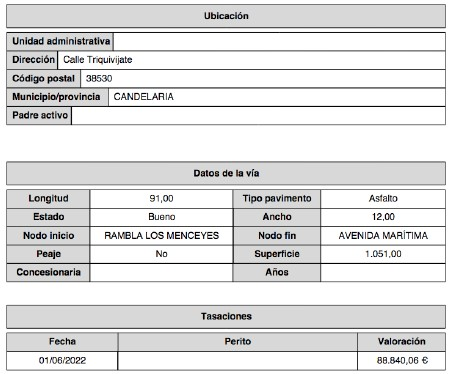 Ubicación
Unidad administrativa
Dirección Calle Triquivijate
Código postal 38530
Municipio/provincia CANDELARIA
Padre activo
Datos de la vía
Longitud 91,00 Tipo pavimento Asfalto
Estado Bueno Ancho 12,00
Nodo inicio RAMBLA LOS MENCEYES Nodo fin AVENIDA MARÍTIMA
Peaje No Superficie 1.051,00
Concesionaria Años
Tasaciones
Fecha Perito Valoración
01/06/2022 88.840,06 €